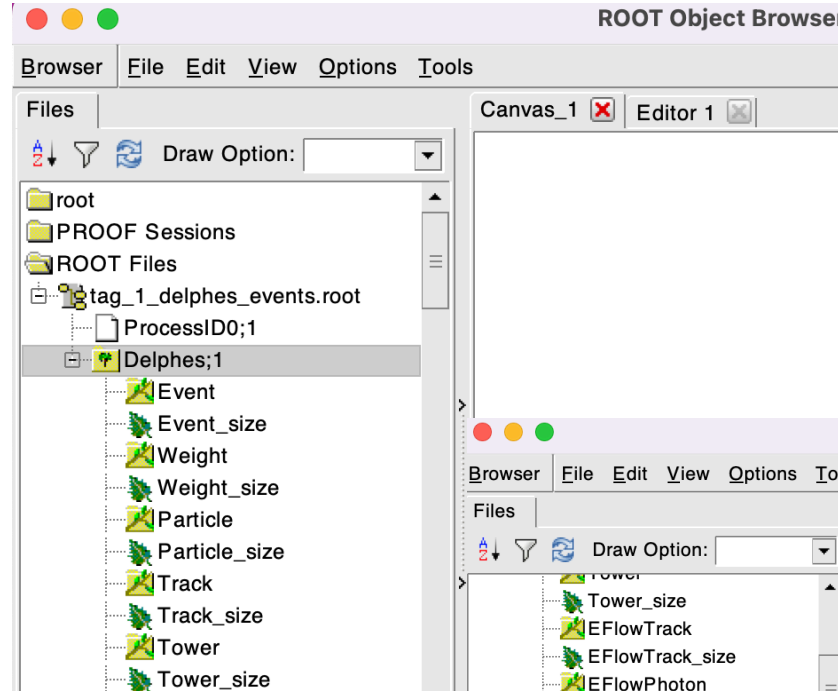 ROOT Object Browser
Browser File Edit View Options Tools
Files
Canvas_1 Editor 1
Draw Option:
root
PROOF Sessions
ROOT Files
tag_1_delphes_events.root
ProcessID0;1
Delphes;1
Event
Event_size
Weight
Weight_size
Particle
Particle_size
Track
Track_size
Tower
Tower_size
Browser File Edit View Options To
Files
Draw Option:
Tower
Tower_size
EFlowTrack
EFlowTrack_size
EFlowPhoton